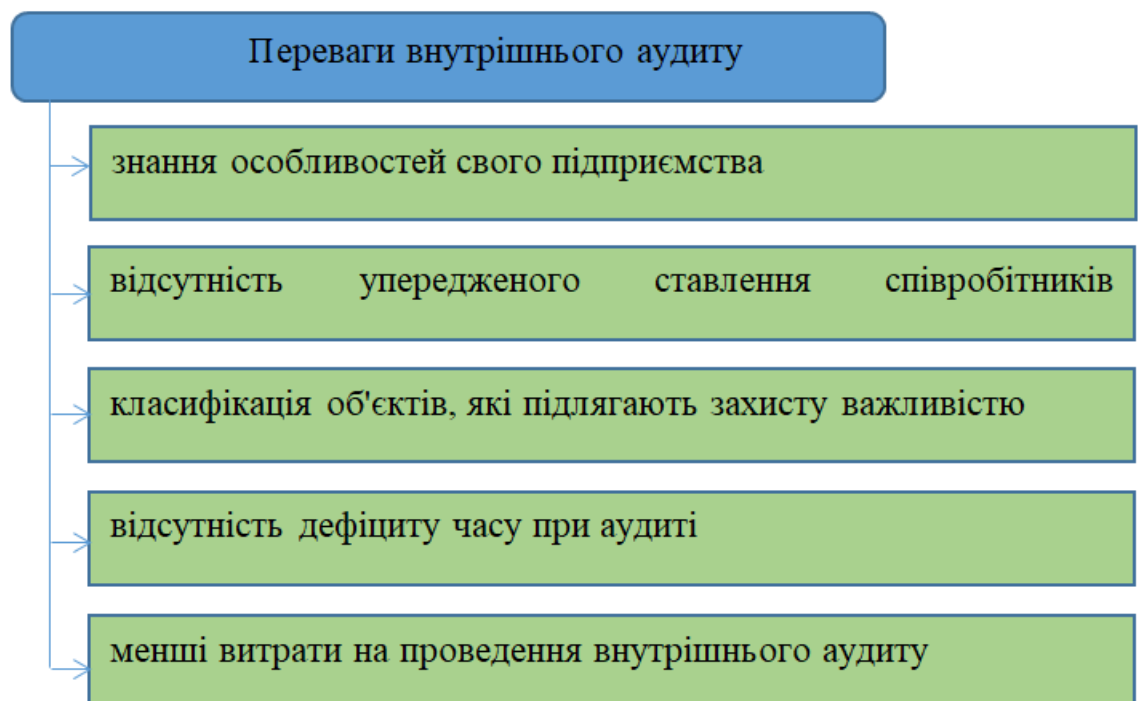 Переваги внутрішнього аудиту
знання особливостей свого підприємства
відсутність упередженого ставлення співробітників
класифікація об'єктів, які підлягають захисту важливістю
відсутність дефіциту часу при аудиті
менші витрати на проведення внутрішнього аудиту